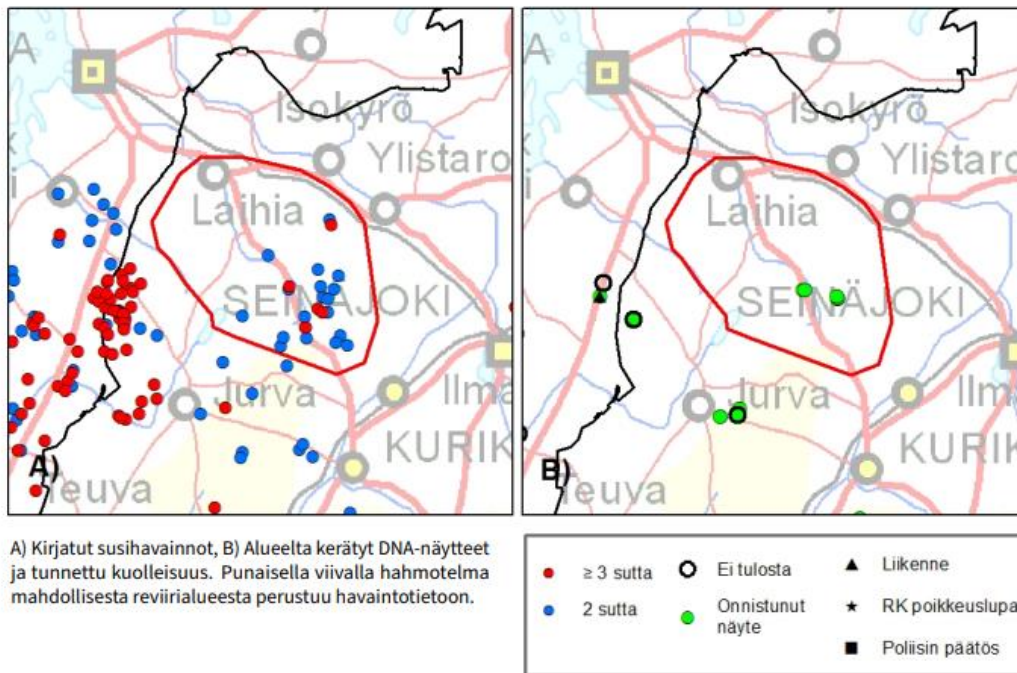 A
Isokyrö
Ylistaro
i
Laihia
SEINÄJOKI
Jurva
Ilma
KURIK
A)
Teuva
A
Isokyrö
Ylistaro
i
Laihia
SEINÄJOKI
Jurva
Ilm
KURIK
B)
Teuva
A) Kirjatut susihavainnot, B) Alueelta kerätyt DNA-näytteet
ja tunnettu kuolleisuus. Punaisella viivalla hahmotelma
mahdollisesta reviirialueesta perustuu havaintotietoon.
≥ 3 sutta
2 sutta
Ei tulosta
Onnistunut
näyte
Liikenne
RK poikkeuslupa
Poliisin päätös